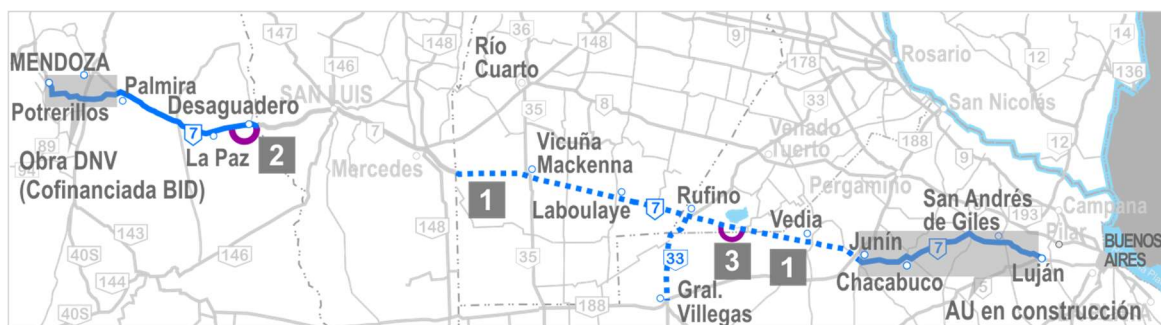 147
148
36
Río
Cuarto
148
9
Rosario
12
14
136
MENDOZA
Palmira
Desaguadero
146
SAN LUIS
35
8
33
San Nicolás
12
Potrerillos
7
7
Vicuña
Mackenna
Venado
Tuerto
188
9
89
94
Obra DNV
(Cofinanciada BID)
La Paz
2
Mercedes
1
Laboulaye
7
Rufino
Pergamino
San Andrés
de Giles
193
Campana
Vedia
Junín
Pilar
BUENOS
AIRES
143
40S
146
148
35
33
3
1
7
Chacabuco
Luján
144
40S
188
Gral.
Villegas
5
AU en construcción